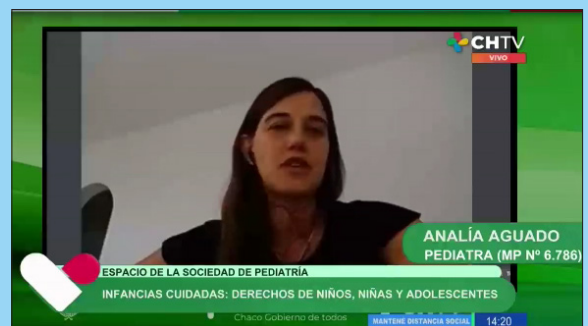 CHTV
VIVO
ANALÍA AGUADO
PEDIATRA (MP Nº 6.786)
ESPACIO DE LA SOCIEDAD DE PEDIATRÍA
INFANCIAS CUIDADAS: DERECHOS DE NIÑOS, NIÑAS Y ADOLESCENTES
Chaco Gobierno de todos
MANTENE DISTANCIA SOCIAL
14:20